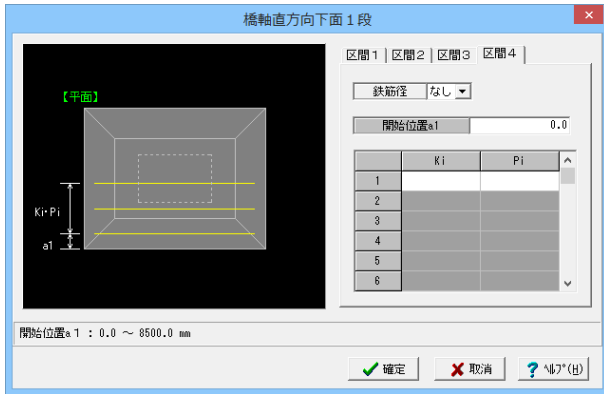 橋軸直方向下面１段
区間１ 区間２ 区間３ 区間４
【平面】
鉄筋径 なし
開始位置a1 0.0
Ki Pi
1
2
Ki・Pi
3
4
a1
5
6
開始位置a１ : 0.0 ～ 8500.0 mm
確定 取消 ﾍﾙﾌﾟ(H)